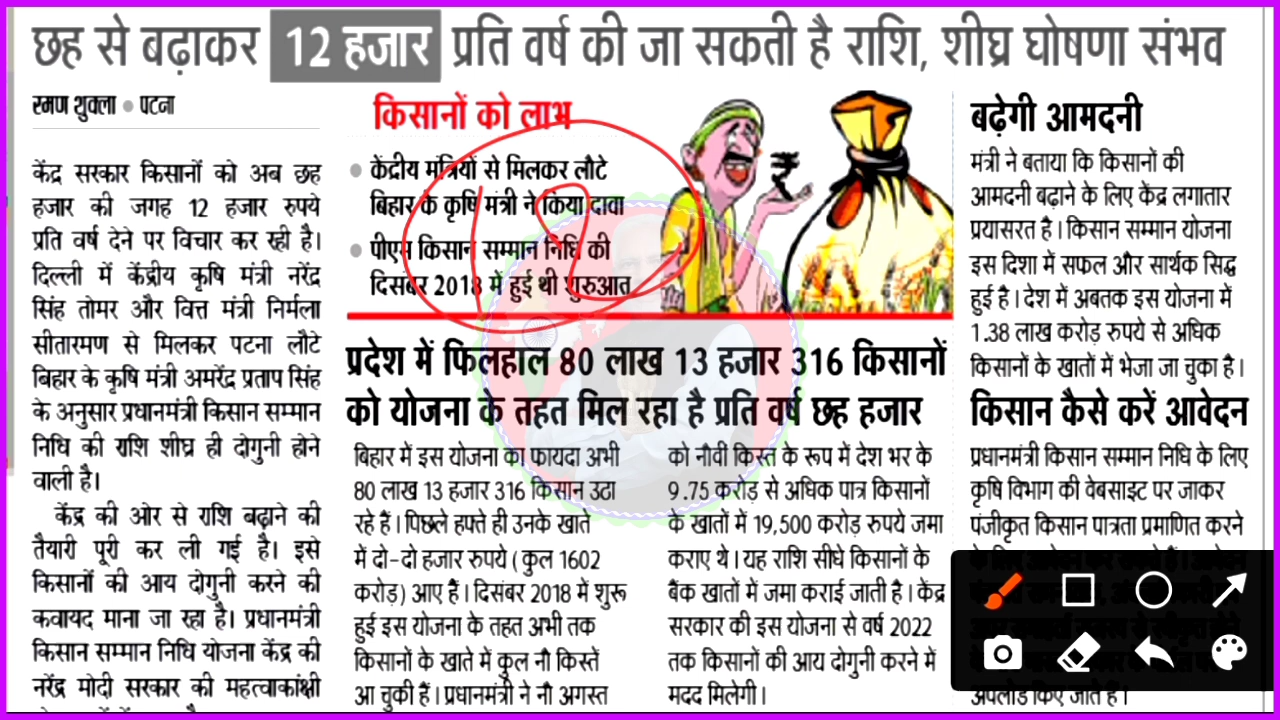 छह से बढ़ाकर 12 हजार प्रति वर्ष की जा सकती है राशि, शीघ्र घोषणा संभव
रमण शुक्ला ● पटना
केंद्र सरकार किसानों को अब छह
हजार की जगह 12 हजार रुपये
प्रति वर्ष देने पर विचार कर रही है।
दिल्ली में केंद्रीय कृषि मंत्री नरेंद्र
सिंह तोमर और वित्त मंत्री निर्मला
सीतारमण से मिलकर पटना लौटे
बिहार के कृषि मंत्री अमरेंद्र प्रताप सिंह
के अनुसार प्रधानमंत्री किसान सम्मान
निधि की राशि शीघ्र ही दोगुनी होने
वाली है।
केंद्र की ओर से राशि बढ़ाने की
तैयारी पूरी कर ली गई है। इसे
किसानों की आय दोगुनी करने की
कवायद माना जा रहा है। प्रधानमंत्री
किसान सम्मान निधि योजना केंद्र की
नरेंद्र मोदी सरकार की महत्वाकांक्षी
किसानों को लाभ
● केंद्रीय मंत्रियों से मिलकर लौटे
बिहार के कृषि मंत्री ने किया दावा
● पीएम किसान सम्मान निधि की
दिसंबर 2018 में हुई थी शुरुआत
प्रदेश में फिलहाल 80 लाख 13 हजार 316 किसानों
को योजना के तहत मिल रहा है प्रति वर्ष छह हजार
बिहार में इस योजना का फायदा अभी
80 लाख 13 हजार 316 किसान उठा
रहे हैं। पिछले हफ्ते ही उनके खाते
में दो-दो हजार रुपये (कुल 1602
करोड़) आए हैं। दिसंबर 2018 में शुरू
हुई इस योजना के तहत अभी तक
किसानों के खाते में कुल नौ किस्तें
आ चुकी हैं। प्रधानमंत्री ने नौ अगस्त
को नौवीं किस्त के रूप में देश भर के
9.75 करोड़ से अधिक पात्र किसानों
के खातों में 19,500 करोड़ रुपये जमा
कराए थे। यह राशि सीधे किसानों के
बैंक खातों में जमा कराई जाती है। केंद्र
सरकार की इस योजना से वर्ष 2022
तक किसानों की आय दोगुनी करने में
मदद मिलेगी।
बढ़ेगी आमदनी
मंत्री ने बताया कि किसानों की
आमदनी बढ़ाने के लिए केंद्र लगातार
प्रयासरत है। किसान सम्मान योजना
इस दिशा में सफल और सार्थक सिद्ध
हुई है। देश में अबतक इस योजना में
1.38 लाख करोड़ रुपये से अधिक
किसानों के खातों में भेजा जा चुका है।
किसान कैसे करें आवेदन
प्रधानमंत्री किसान सम्मान निधि के लिए
कृषि विभाग की वेबसाइट पर जाकर
पंजीकृत किसान पात्रता प्रमाणित करने
अपलोड किए जाते हैं।